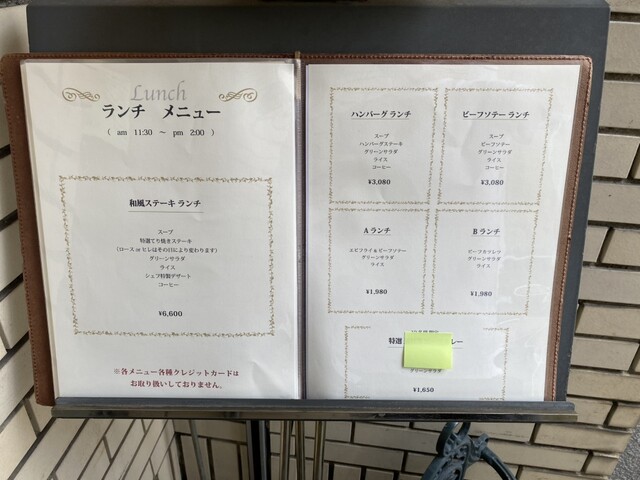 Lunch
ランチ メニュー
( am 11:30 ～ pm 2:00 )
和風ステーキ ランチ
スープ
特選てり焼きステーキ
(ロース or ヒレはその日により変わります)
グリーンサラダ
ライス
シェフ特製デザート
コーヒー
¥6,600
※各メニュー各種クレジットカードは
お取り扱いしておりません。
ハンバーグ ランチ
スープ
ハンバーグステーキ
グリーンサラダ
ライス
コーヒー
¥3,080
ビーフソテー ランチ
スープ
ビーフソテー
グリーンサラダ
ライス
コーヒー
¥3,080
A ランチ
エビフライ & ビーフソテー
グリーンサラダ
ライス
¥1,980
B ランチ
ビーフカツレツ
グリーンサラダ
ライス
¥1,980
特選 レー
グリーンサラダ
¥1,650